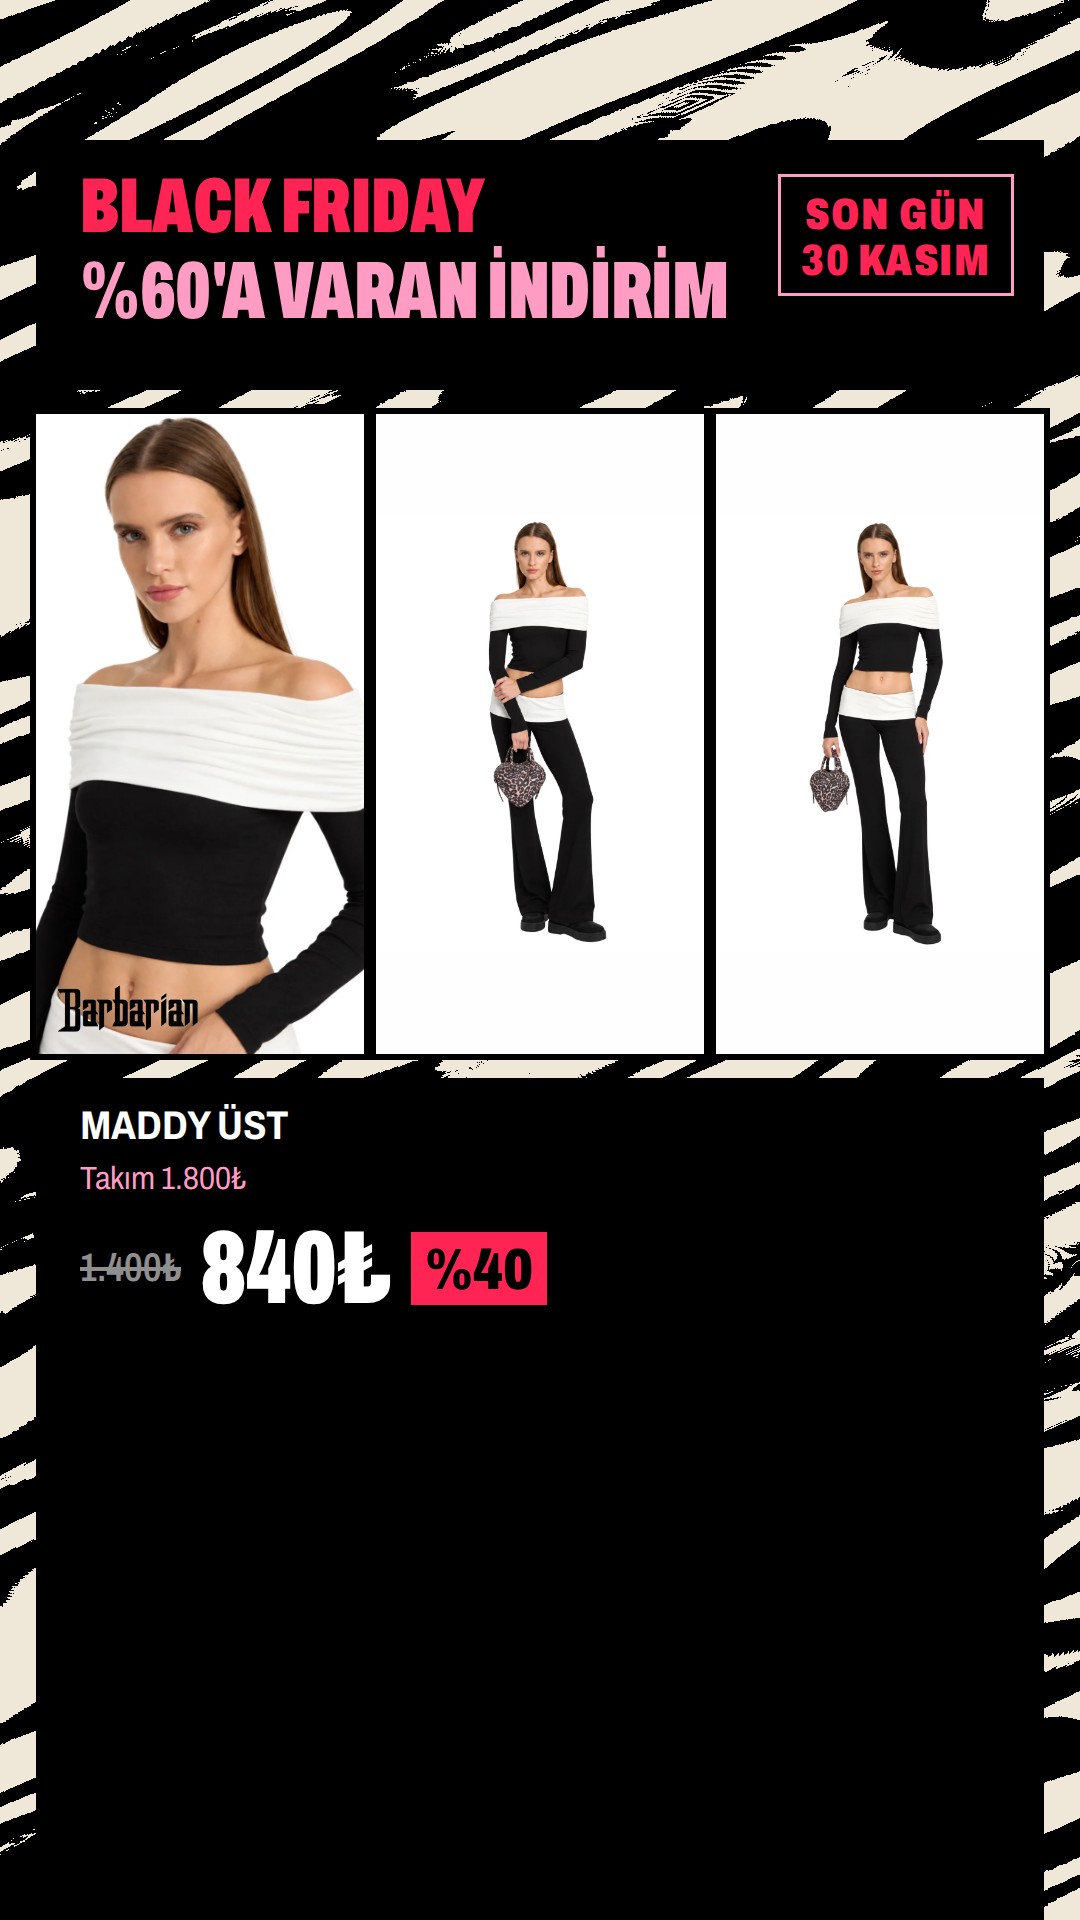 BLACK FRIDAY
%60'A VARAN İNDİRİM
SON GÜN
30 KASIM
Barbarian
MADDY ÜST
Takım 1.800₺
1.400₺ 840₺ %40